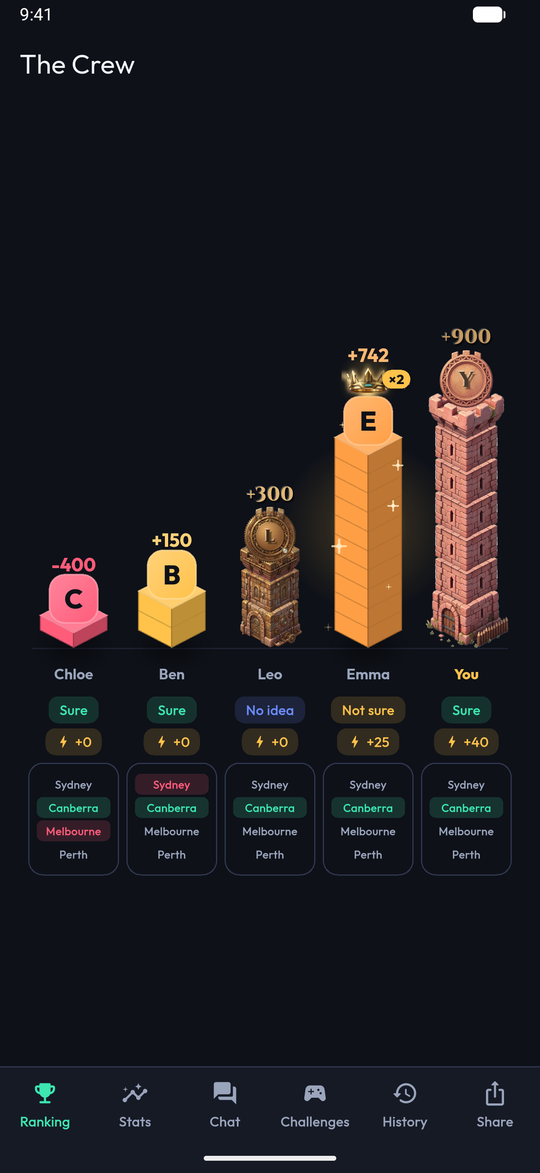 9:41
The Crew
+900
+742
×2
Y
E
+300
L
+150
-400
B
C
Chloe Ben Leo Emma You
Sure Sure No idea Not sure Sure
+0 +0 +0 +25 +40
Sydney Sydney Sydney Sydney Sydney
Canberra Canberra Canberra Canberra Canberra
Melbourne Melbourne Melbourne Melbourne Melbourne
Perth Perth Perth Perth Perth
Ranking Stats Chat Challenges History Share